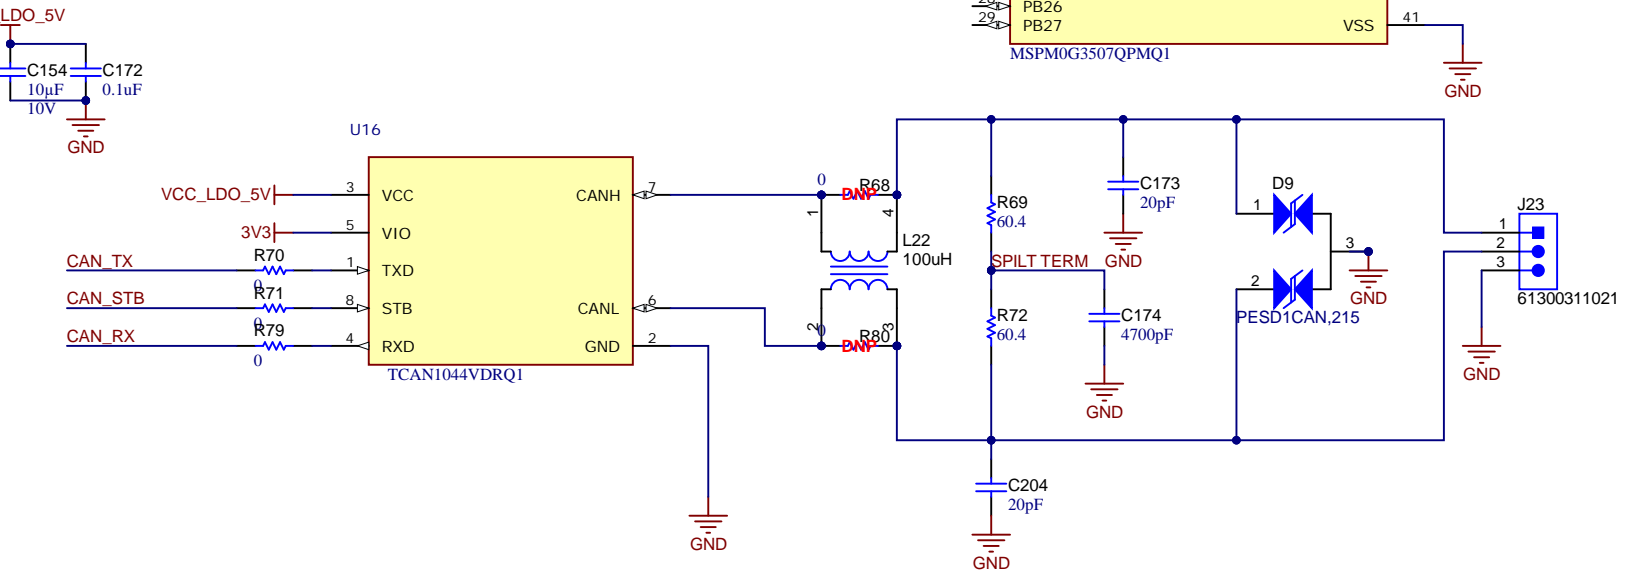 LDO_5V
C154
10µF
10V
C172
0.1uF
GND
PB26
29
PB27
VSS
41
MSPM0G3507QPMQ1
GND
U16
VCC_LDO_5V
3
VCC
3V3
5
VIO
CAN_TX
R70
0
1
TXD
CAN_STB
R71
0
8
STB
CAN_RX
R79
0
4
RXD
CANH
7
CANL
6
GND
2
TCAN1044VDRQ1
GND
0
DNP
R68
1
4
L22
100uH
2
3
0
DNP
R80
R69
60.4
SPILT TERM
R72
60.4
C173
20pF
GND
C174
4700pF
GND
C204
20pF
GND
D9
1
2
3
GND
PESD1CAN,215
J23
1
2
3
61300311021
GND